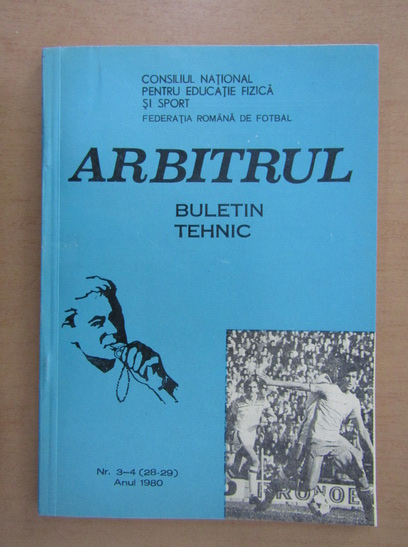 CONSILIUL NAȚIONAL
PENTRU EDUCAȚIE FIZICĂ
ȘI SPORT
FEDERAȚIA ROMÂNĂ DE FOTBAL
ARBITRUL
BULETIN
TEHNIC
Nr. 3-4 (28-29)
Anul 1980